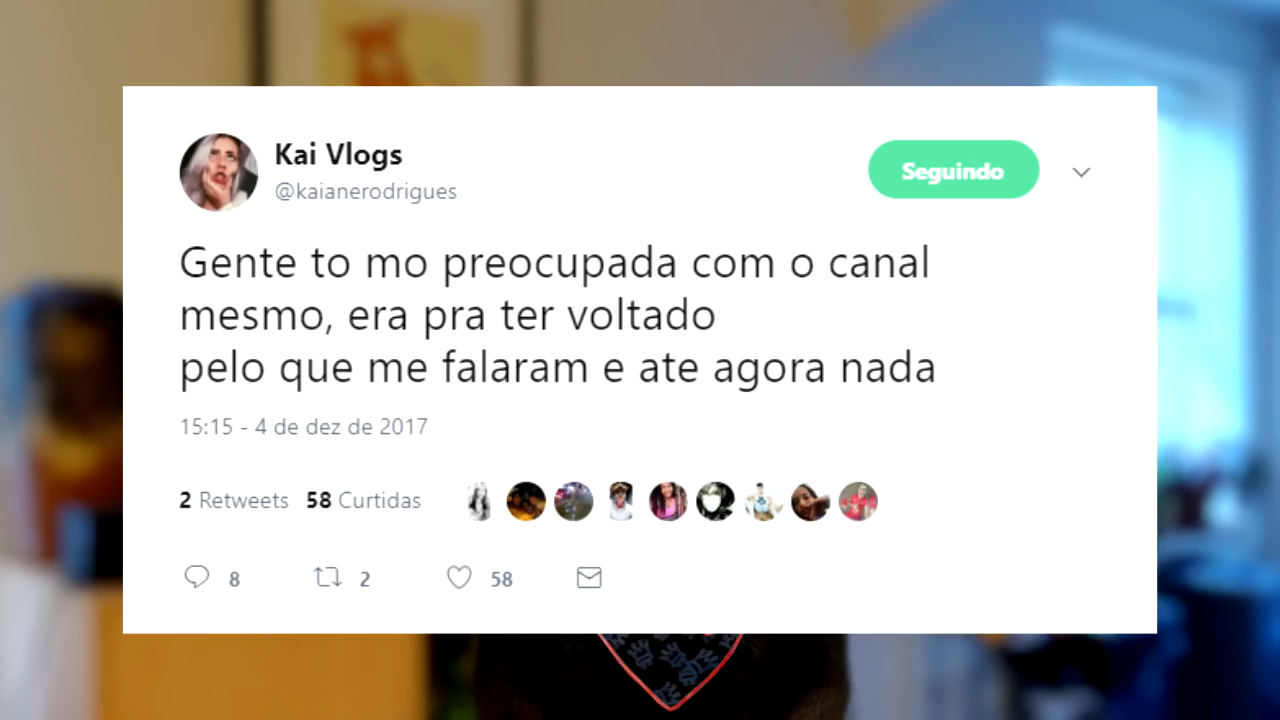 Kai Vlogs
@kaianerodrigues
Seguindo
Gente to mo preocupada com o canal
mesmo, era pra ter voltado
pelo que me falaram e ate agora nada
15:15 - 4 de dez de 2017
2 Retweets 58 Curtidas
8 2 58